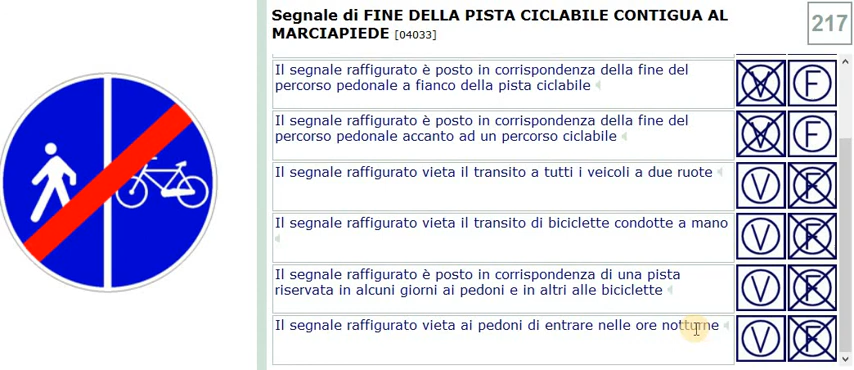 Segnale di FINE DELLA PISTA CICLABILE CONTIGUA AL
MARCIAPIEDE [04033]
217
Il segnale raffigurato è posto in corrispondenza della fine del
percorso pedonale a fianco della pista ciclabile
V F
Il segnale raffigurato è posto in corrispondenza della fine del
percorso pedonale accanto ad un percorso ciclabile
V F
Il segnale raffigurato vieta il transito a tutti i veicoli a due ruote
V F
Il segnale raffigurato vieta il transito di biciclette condotte a mano
V F
Il segnale raffigurato è posto in corrispondenza di una pista
riservata in alcuni giorni ai pedoni e in altri alle biciclette
V F
Il segnale raffigurato vieta ai pedoni di entrare nelle ore notturne
V F